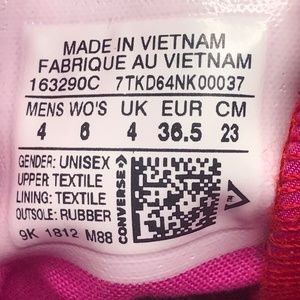 MADE IN VIETNAM
FABRIQUE AU VIETNAM
163290C 7TKD64NK00037
MENS WO'S UK EUR CM
4 6 4 36.5 23
GENDER: UNISEX
UPPER: TEXTILE
LINING: TEXTILE
OUTSOLE: RUBBER
9K 1812 M88
CONVERSE